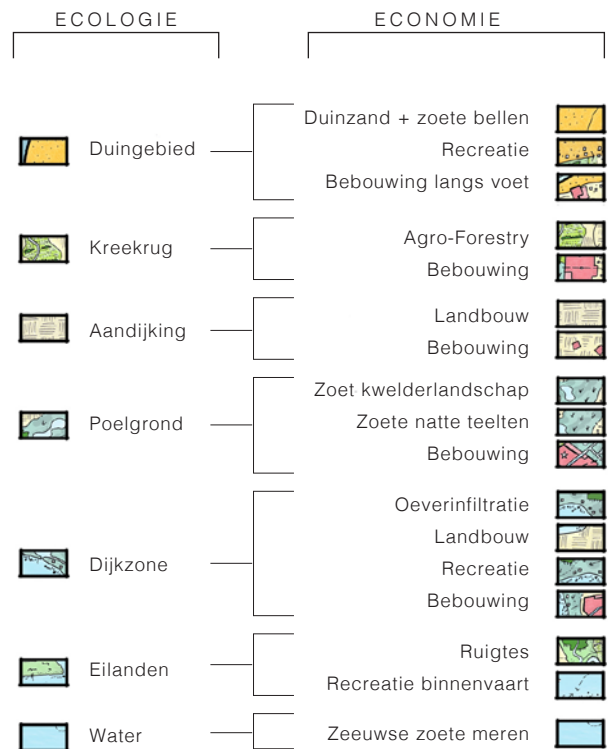 ECOLOGIE
ECONOMIE
Duingebied
Duinzand + zoete bellen
Recreatie
Bebouwing langs voet
Kreekrug
Agro-Forestry
Bebouwing
Aandijking
Landbouw
Bebouwing
Poelgrond
Zoet kwelderlandschap
Zoete natte teelten
Bebouwing
Dijkzone
Oeverinfiltratie
Landbouw
Recreatie
Bebouwing
Eilanden
Ruigtes
Recreatie binnenvaart
Water
Zeeuwse zoete meren